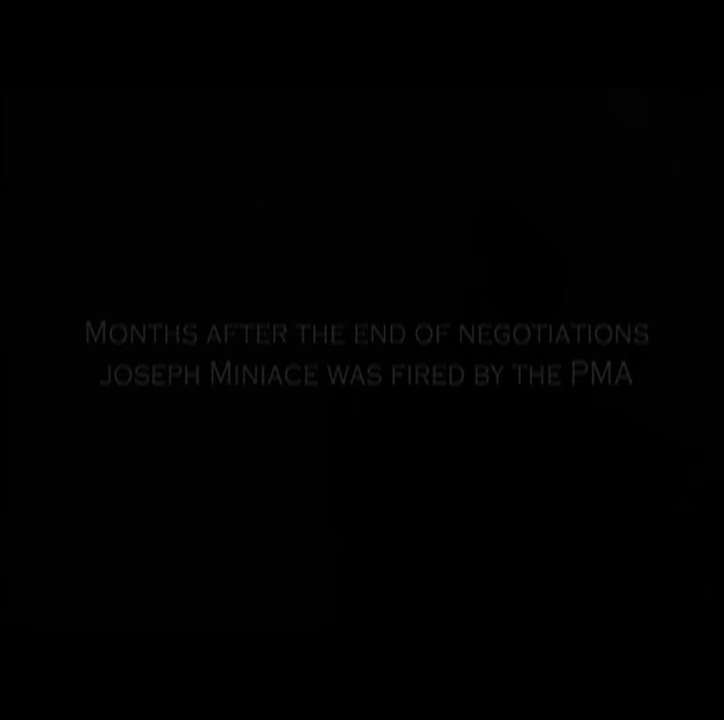 Months after the end of negotiations
joseph Miniace was fired by the PMA